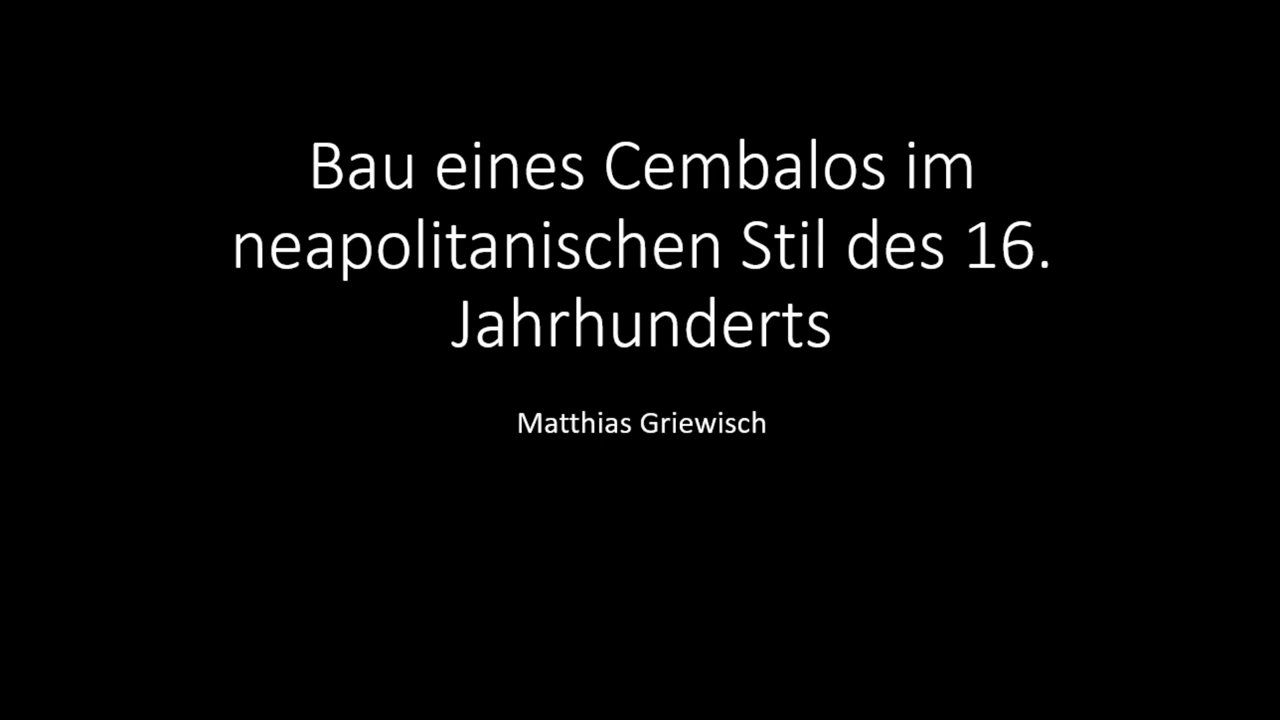 Bau eines Cembalos im
neapolitanischen Stil des 16.
Jahrhunderts
Matthias Griewisch